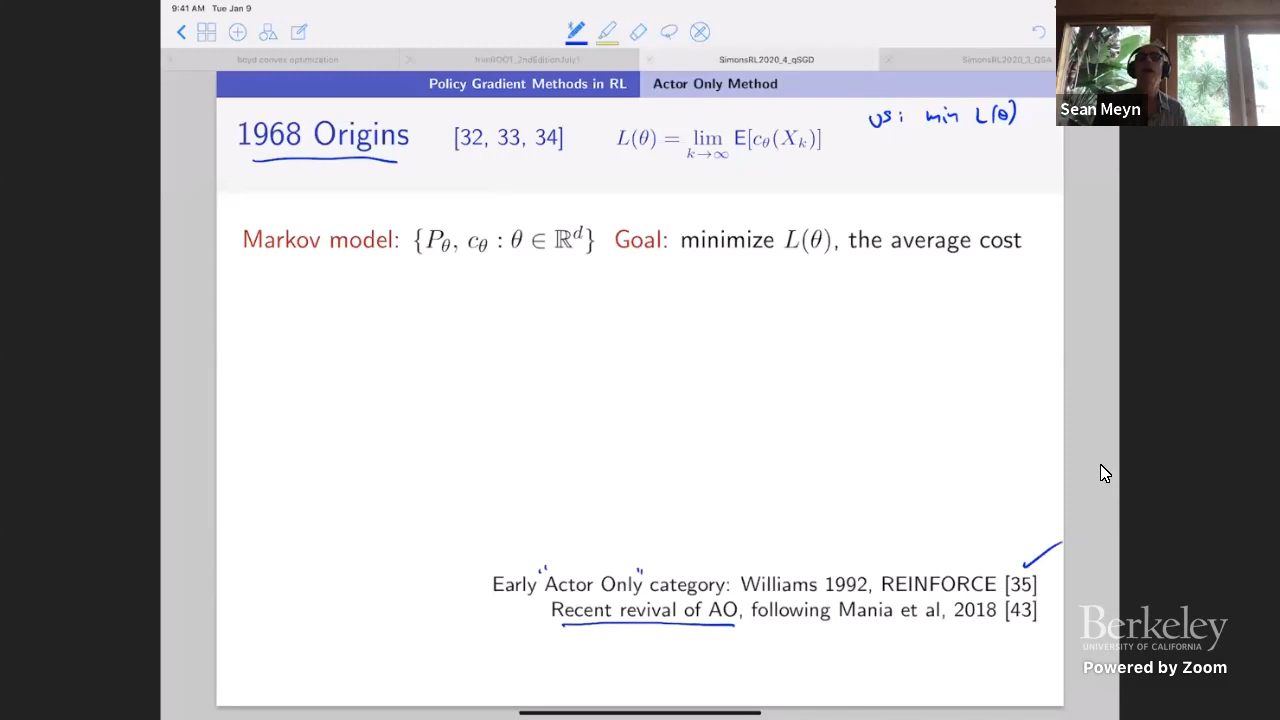 9:41 AM Tue Jan 9
boyd convex optimization
SimonsRL2020_4_qSGD
SimonsRL2020_3_QSA
Policy Gradient Methods in RL Actor Only Method
us: min L(θ)
1968 Origins [32, 33, 34] L(θ) = lim k→∞ E[c_θ(X_k)]
Markov model: {P_θ, c_θ : θ ∈ ℝ^d} Goal: minimize L(θ), the average cost
Early "Actor Only" category: Williams 1992, REINFORCE [35]
Recent revival of AO, following Mania et al, 2018 [43]
Sean Meyn
Berkeley
UNIVERSITY OF CALIFORNIA
Powered by Zoom